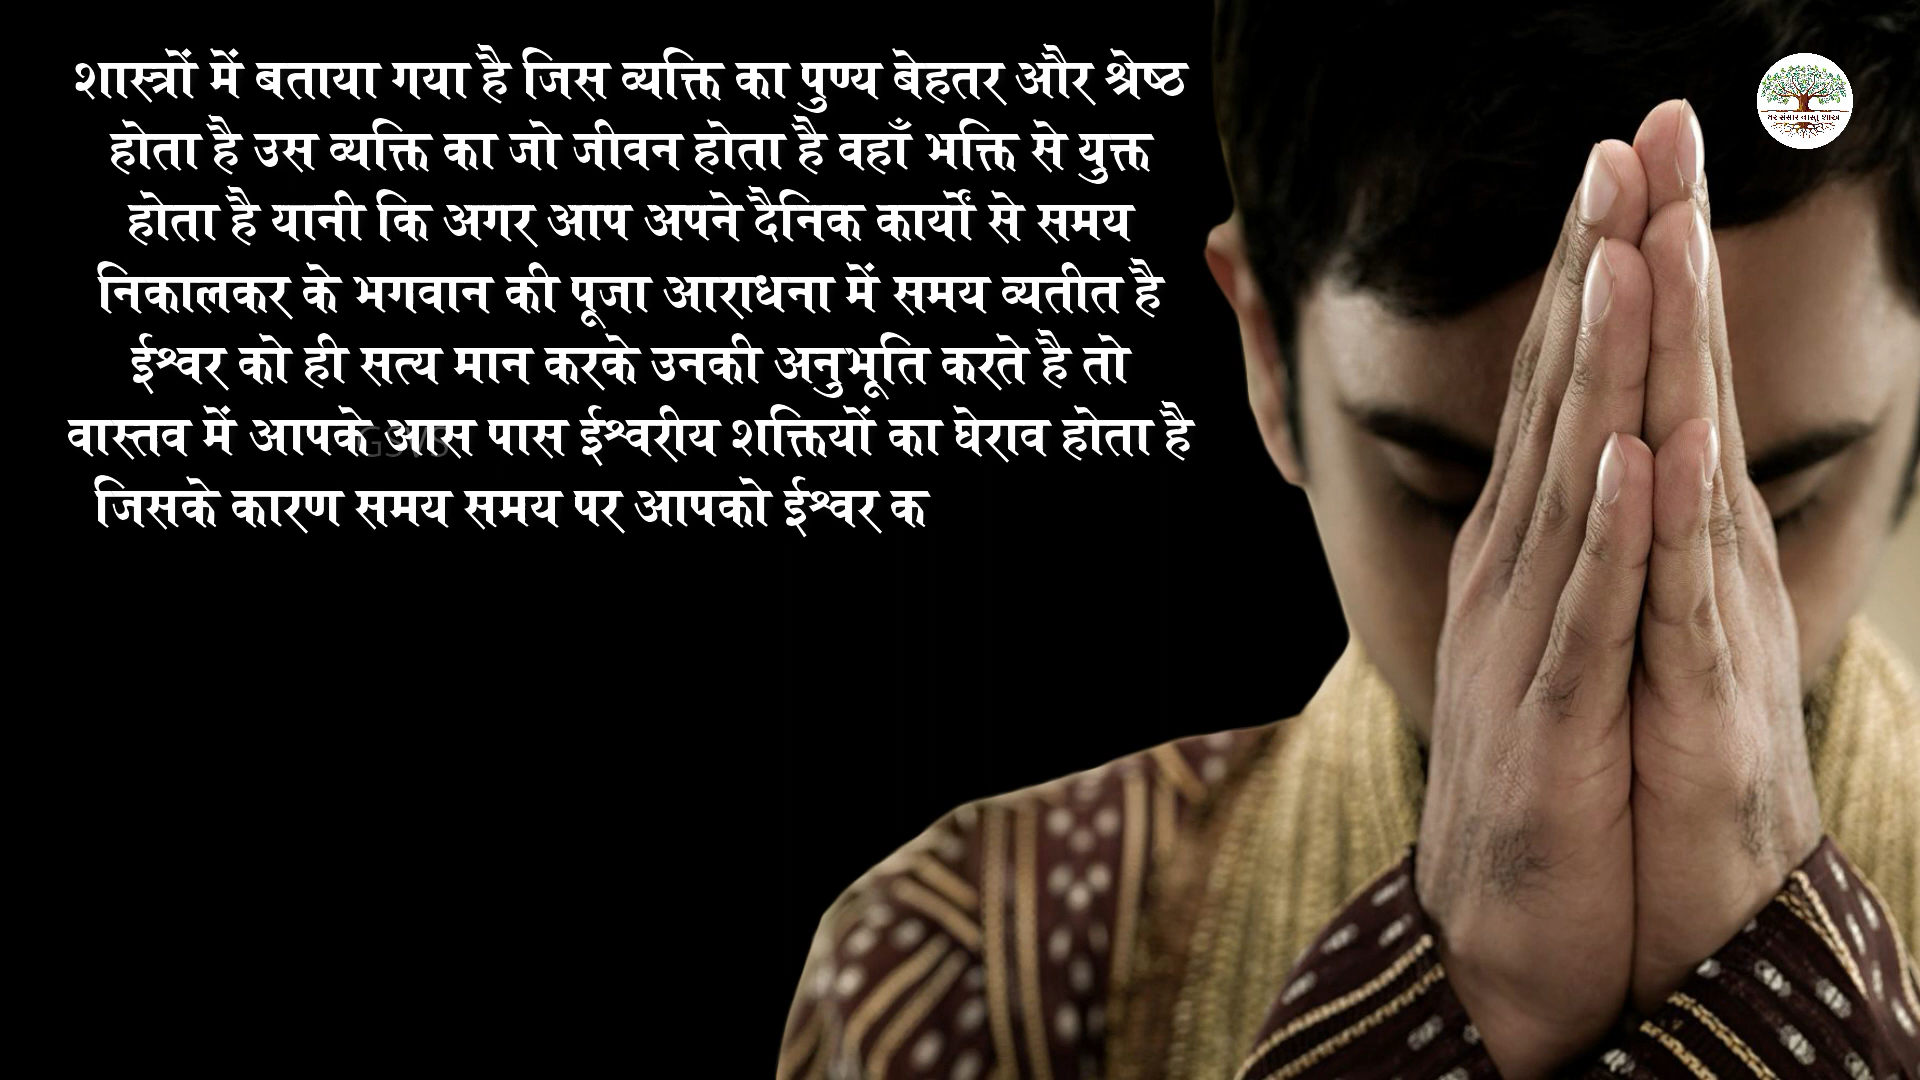 शास्त्रों में बताया गया है जिस व्यक्ति का पुण्य बेहतर और श्रेष्ठ
होता है उस व्यक्ति का जो जीवन होता है वहाँ भक्ति से युक्त
होता है यानी कि अगर आप अपने दैनिक कार्यों से समय
निकालकर के भगवान की पूजा आराधना में समय व्यतीत है
ईश्वर को ही सत्य मान करके उनकी अनुभूति करते है तो
वास्तव में आपके आस पास ईश्वरीय शक्तियों का घेराव होता है
जिसके कारण समय समय पर आपको ईश्वर क
GSVS
घर संसार वास्तु शास्त्र